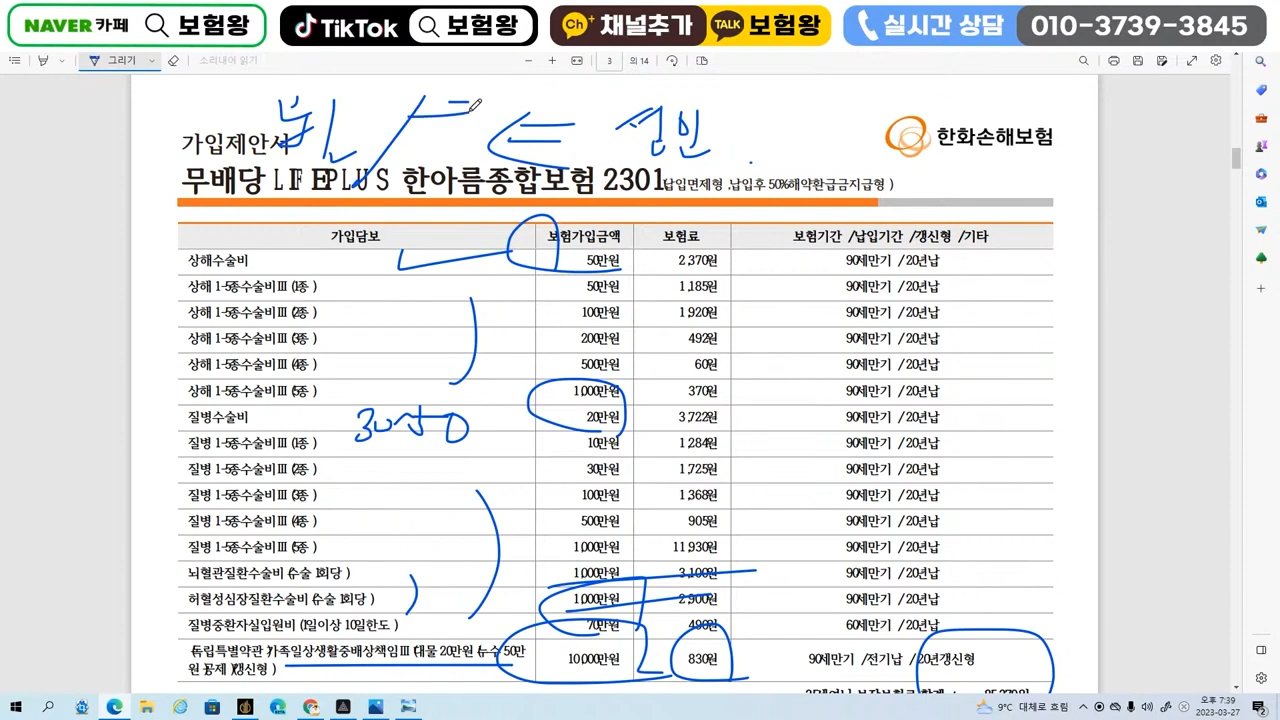 NAVER 카페 보험왕 TikTok 보험왕 Ch+ 채널추가 TALK 보험왕 실시간 상담 010-3739-3845
그리기 소리내어 읽기 3 의 14
성인
가입제안서
한화손해보험
무배당 LIFEPLUS 한아름종합보험 2301 납입면제형 ,납입후 50%해약환급금지급형 )
가입담보 보험가입금액 보험료 보험기간 /납입기간 /갱신형 /기타
상해수술비 50만원 2,370원 90세만기 / 20년납
상해 1-5종수술비Ⅲ (1종 ) 50만원 1,185원 90세만기 / 20년납
상해 1-5종수술비Ⅲ (2종 ) 100만원 1,920원 90세만기 / 20년납
상해 1-5종수술비Ⅲ (3종 ) 200만원 492원 90세만기 / 20년납
상해 1-5종수술비Ⅲ (4종 ) 500만원 60원 90세만기 / 20년납
상해 1-5종수술비Ⅲ (5종 ) 1,000만원 370원 90세만기 / 20년납
질병수술비 20만원 3,722원 90세만기 / 20년납
30~50
질병 1-5종수술비Ⅲ (1종 ) 10만원 1,284원 90세만기 / 20년납
질병 1-5종수술비Ⅲ (2종 ) 30만원 1,725원 90세만기 / 20년납
질병 1-5종수술비Ⅲ (3종 ) 100만원 1,368원 90세만기 / 20년납
질병 1-5종수술비Ⅲ (4종 ) 500만원 905원 90세만기 / 20년납
질병 1-5종수술비Ⅲ (5종 ) 1,000만원 11,930원 90세만기 / 20년납
뇌혈관질환수술비 (수술 1회당 ) 1,000만원 3,100원 90세만기 / 20년납
허혈성심장질환수술비 (수술 1회당 ) 1,000만원 2,900원 90세만기 / 20년납
질병중환자실입원비 (1일이상 10일한도 ) 70만원 490원 60세만기 / 20년납
(독립특별약관 )가족일상생활중배상책임Ⅲ (대물 20만원 (누수 50만
원 )공제 )(갱신형 ) 10,000만원 830원 90세만기 / 전기납 / 20년갱신형
20
9°C 대체로 흐림 오후 7:39
2023-03-27